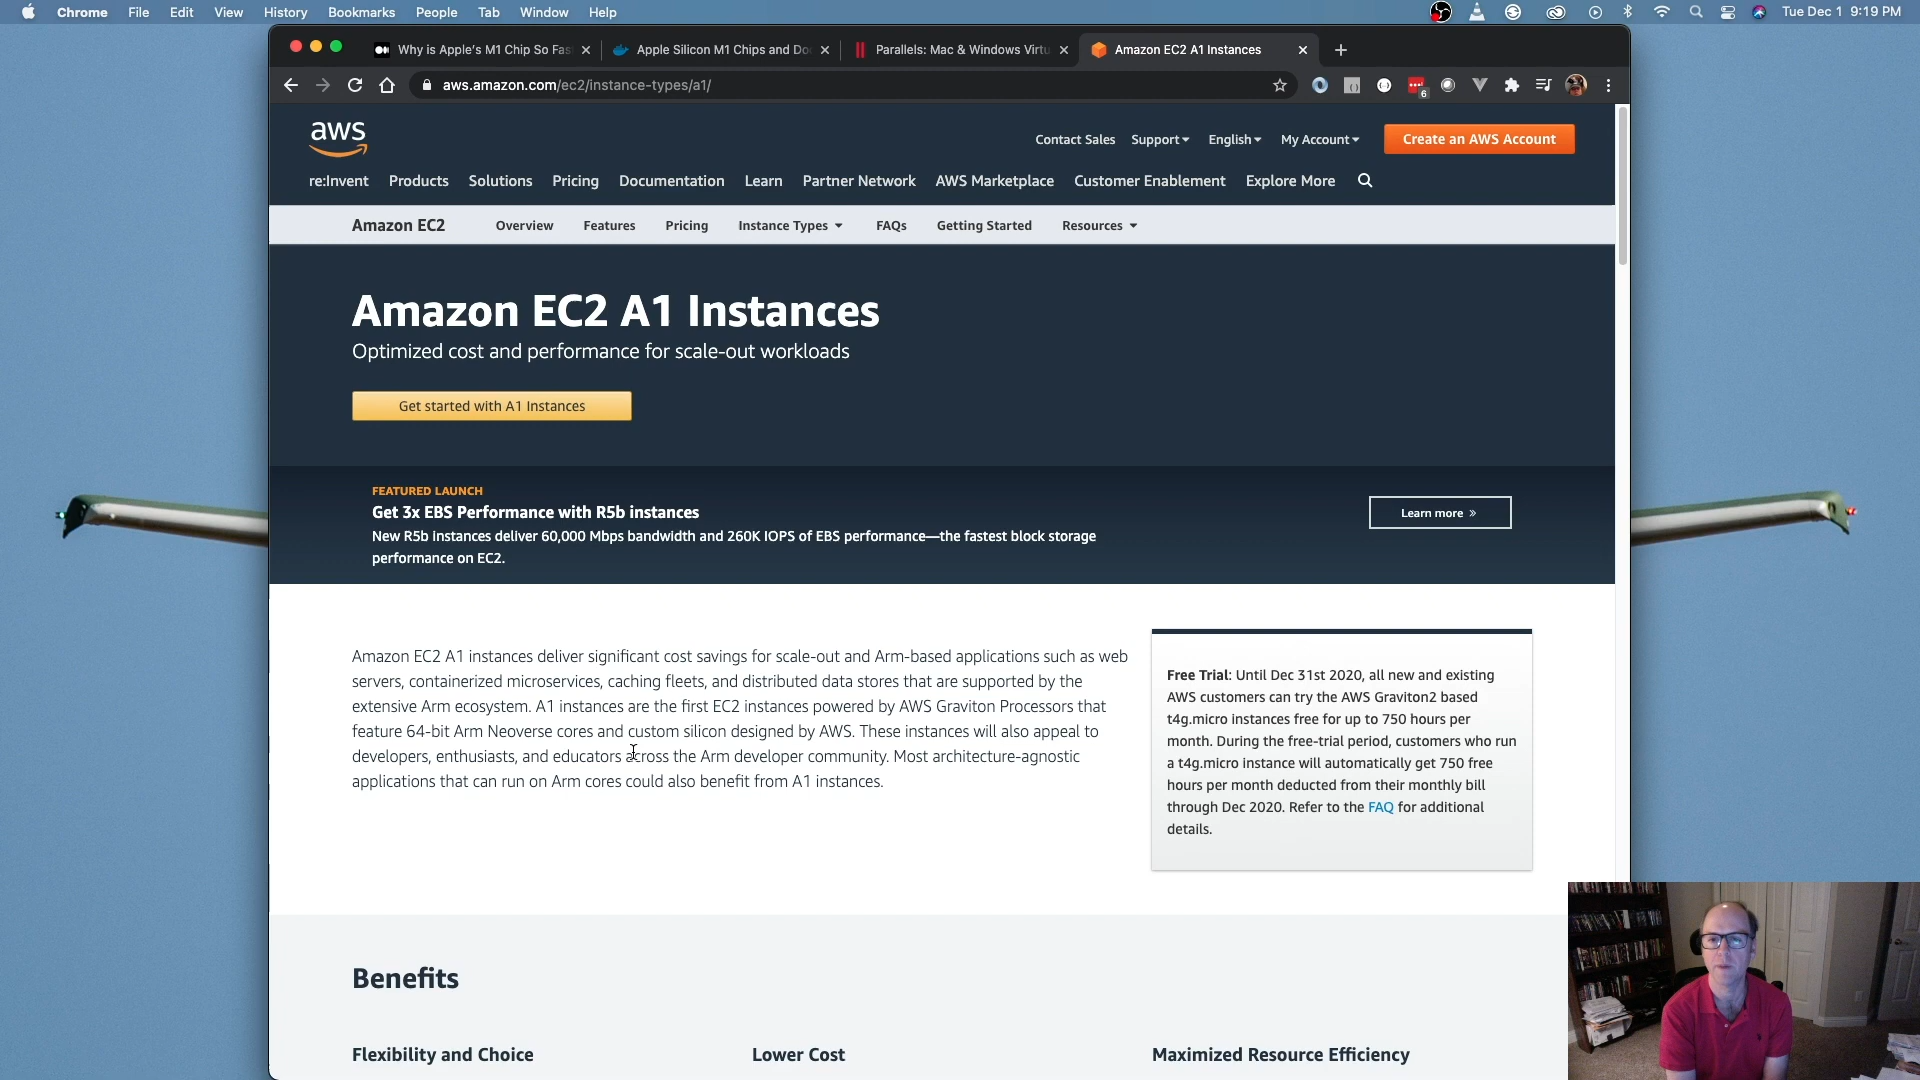 Chrome File Edit View History Bookmarks People Tab Window Help
Tue Dec 1 9:19 PM
Why is Apple's M1 Chip So Fas
Apple Silicon M1 Chips and Do
Parallels: Mac & Windows Virtu
Amazon EC2 A1 Instances
aws.amazon.com/ec2/instance-types/a1/
6
aws
Contact Sales Support English My Account Create an AWS Account
re:Invent Products Solutions Pricing Documentation Learn Partner Network AWS Marketplace Customer Enablement Explore More
Amazon EC2 Overview Features Pricing Instance Types FAQs Getting Started Resources
Amazon EC2 A1 Instances
Optimized cost and performance for scale-out workloads
Get started with A1 Instances
FEATURED LAUNCH
Get 3x EBS Performance with R5b instances
New R5b instances deliver 60,000 Mbps bandwidth and 260K IOPS of EBS performance—the fastest block storage
performance on EC2.
Learn more »
Amazon EC2 A1 instances deliver significant cost savings for scale-out and Arm-based applications such as web
servers, containerized microservices, caching fleets, and distributed data stores that are supported by the
extensive Arm ecosystem. A1 instances are the first EC2 instances powered by AWS Graviton Processors that
feature 64-bit Arm Neoverse cores and custom silicon designed by AWS. These instances will also appeal to
developers, enthusiasts, and educators across the Arm developer community. Most architecture-agnostic
applications that can run on Arm cores could also benefit from A1 instances.
Free Trial: Until Dec 31st 2020, all new and existing
AWS customers can try the AWS Graviton2 based
t4g.micro instances free for up to 750 hours per
month. During the free-trial period, customers who run
a t4g.micro instance will automatically get 750 free
hours per month deducted from their monthly bill
through Dec 2020. Refer to the FAQ for additional
details.
Benefits
Flexibility and Choice
Lower Cost
Maximized Resource Efficiency